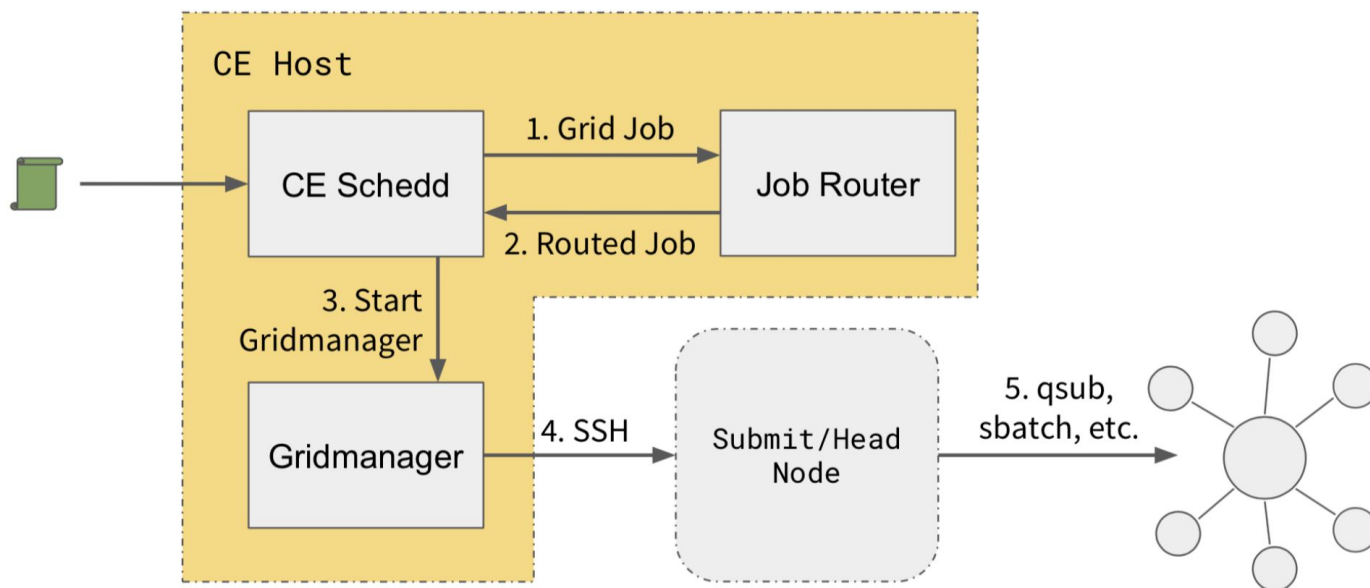 CE Host
1. Grid Job
CE Schedd
Job Router
2. Routed Job
3. Start
Gridmanager
Gridmanager
4. SSH
Submit/Head
Node
5. qsub,
sbatch, etc.